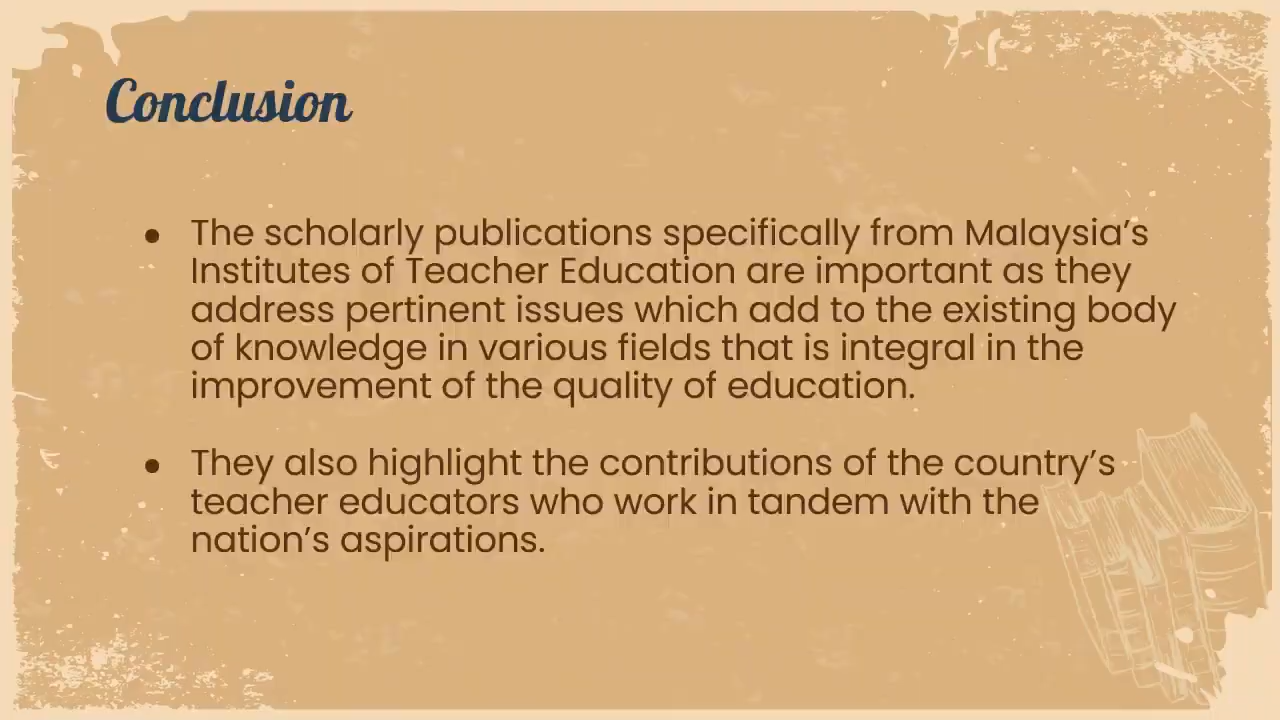 Conclusion
● The scholarly publications specifically from Malaysia’s
Institutes of Teacher Education are important as they
address pertinent issues which add to the existing body
of knowledge in various fields that is integral in the
improvement of the quality of education.
● They also highlight the contributions of the country’s
teacher educators who work in tandem with the
nation’s aspirations.